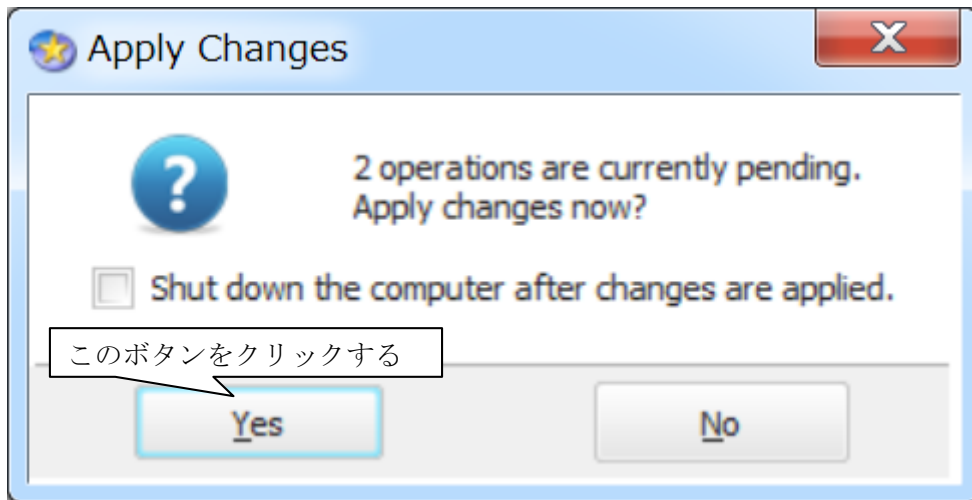 Apply Changes
2 operations are currently pending.
Apply changes now?
Shut down the computer after changes are applied.
このボタンをクリックする
Yes
No